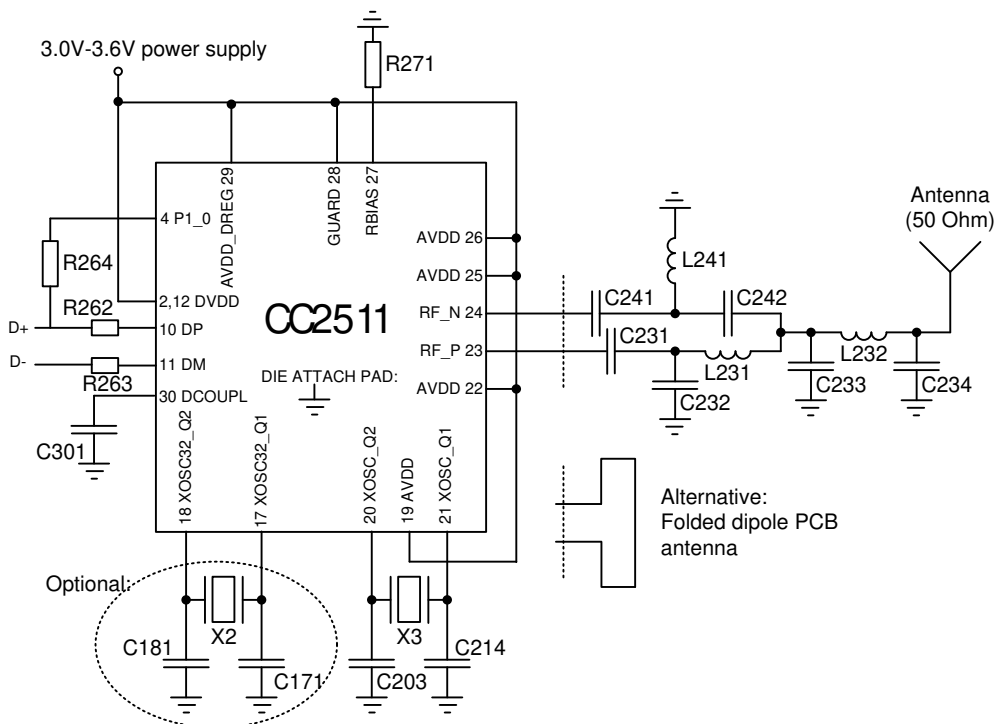 3.0V-3.6V power supply
R271
AVDD_DREG 29
GUARD 28
RBIAS 27
4 P1_0
R264
R262
D+
2,12 DVDD
10 DP
D-
11 DM
R263
30 DCOUPL
C301
CC2511
DIE ATTACH PAD:
AVDD 26
AVDD 25
RF_N 24
RF_P 23
AVDD 22
18 XOSC32_Q2
17 XOSC32_Q1
20 XOSC_Q2
19 AVDD
21 XOSC_Q1
Antenna
(50 Ohm)
L241
C241
C242
C231
L231
C232
C233
L232
C234
Alternative:
Folded dipole PCB
antenna
Optional:
X2
C181
C171
X3
C203
C214